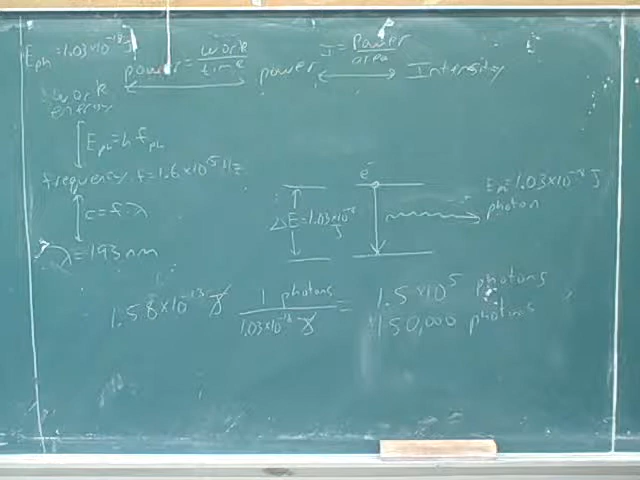 E_ph = 1.03×10^-18 J
power = work/time
power
I = Power/area
Intensity
work
energy
E_ph = h f_ph
frequency f = 1.6×10^15 Hz
c = f λ
λ = 193 nm
e^-
ΔE = 1.03×10^-18 J
E_ph = 1.03×10^-18 J
photon
1.58×10^-13 J 1 photons/1.03×10^-18 J = 1.5×10^5 photons
150,000 photons